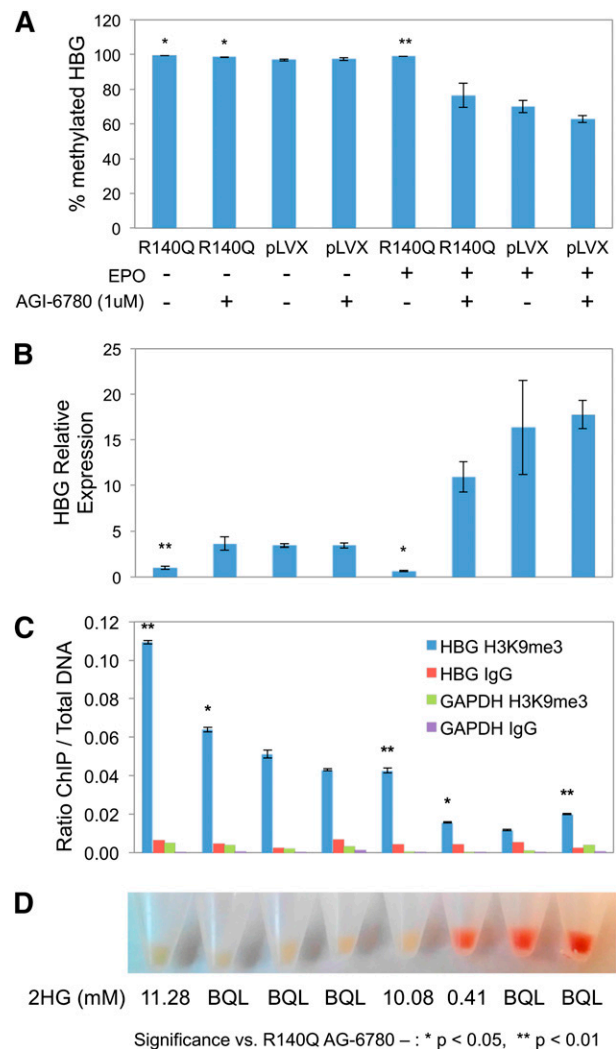 A
% methylated HBG
120
100
80
60
40
20
0
* * **
R140Q R140Q pLVX pLVX R140Q R140Q pLVX pLVX
EPO - - - - + + + +
AGI-6780 (1uM) - + - + - + - +
B
HBG Relative
Expression
25
20
15
10
5
0
** *
C
Ratio ChIP / Total DNA
0.12
0.10
0.08
0.06
0.04
0.02
0.00
** * ** * **
HBG H3K9me3
HBG IgG
GAPDH H3K9me3
GAPDH IgG
D
2HG (mM) 11.28 BQL BQL BQL 10.08 0.41 BQL BQL
Significance vs. R140Q AG-6780 – : * p < 0.05, ** p < 0.01